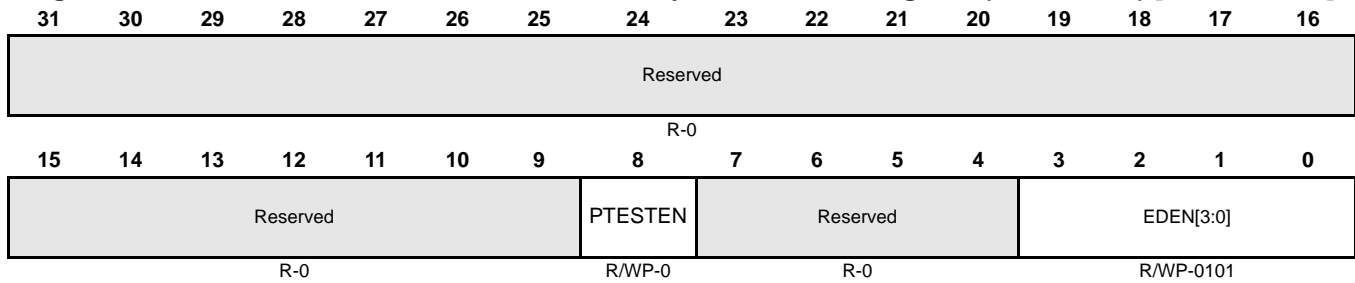 31 30 29 28 27 26 25 24 23 22 21 20 19 18 17 16
Reserved
R-0
15 14 13 12 11 10 9 8 7 6 5 4 3 2 1 0
Reserved PTESTEN Reserved EDEN[3:0]
R-0 R/WP-0 R-0 R/WP-0101